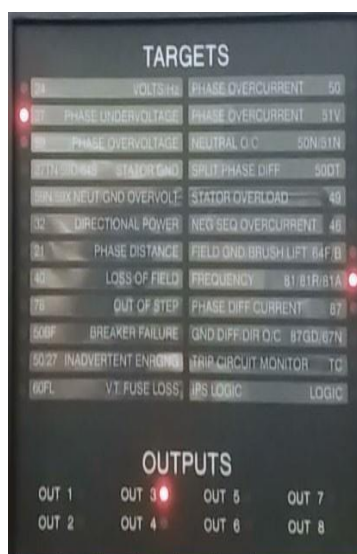 TARGETS
24 VOLTS/Hz PHASE OVERCURRENT 50
27 PHASE UNDERVOLTAGE PHASE OVERCURRENT 51V
59 PHASE OVERVOLTAGE NEUTRAL O/C 50N/51N
STATOR GND SPLIT PHASE DIFF 50DT
NEUT GND OVERVOLT STATOR OVERLOAD 49
32 DIRECTIONAL POWER NEG SEQ OVERCURRENT 46
21 PHASE DISTANCE FIELD GND/BRUSH LIFT 64F/B
40 LOSS OF FIELD FREQUENCY 81/81R/81A
78 OUT OF STEP PHASE DIFF CURRENT 87
50BF BREAKER FAILURE GND DIFF/DIR O/C 87GD/67N
50/27 INADVERTENT ENRGNG TRIP CIRCUIT MONITOR TC
60FL V.T. FUSE LOSS IPS LOGIC LOGIC
OUTPUTS
OUT 1 OUT 3 OUT 5 OUT 7
OUT 2 OUT 4 OUT 6 OUT 8